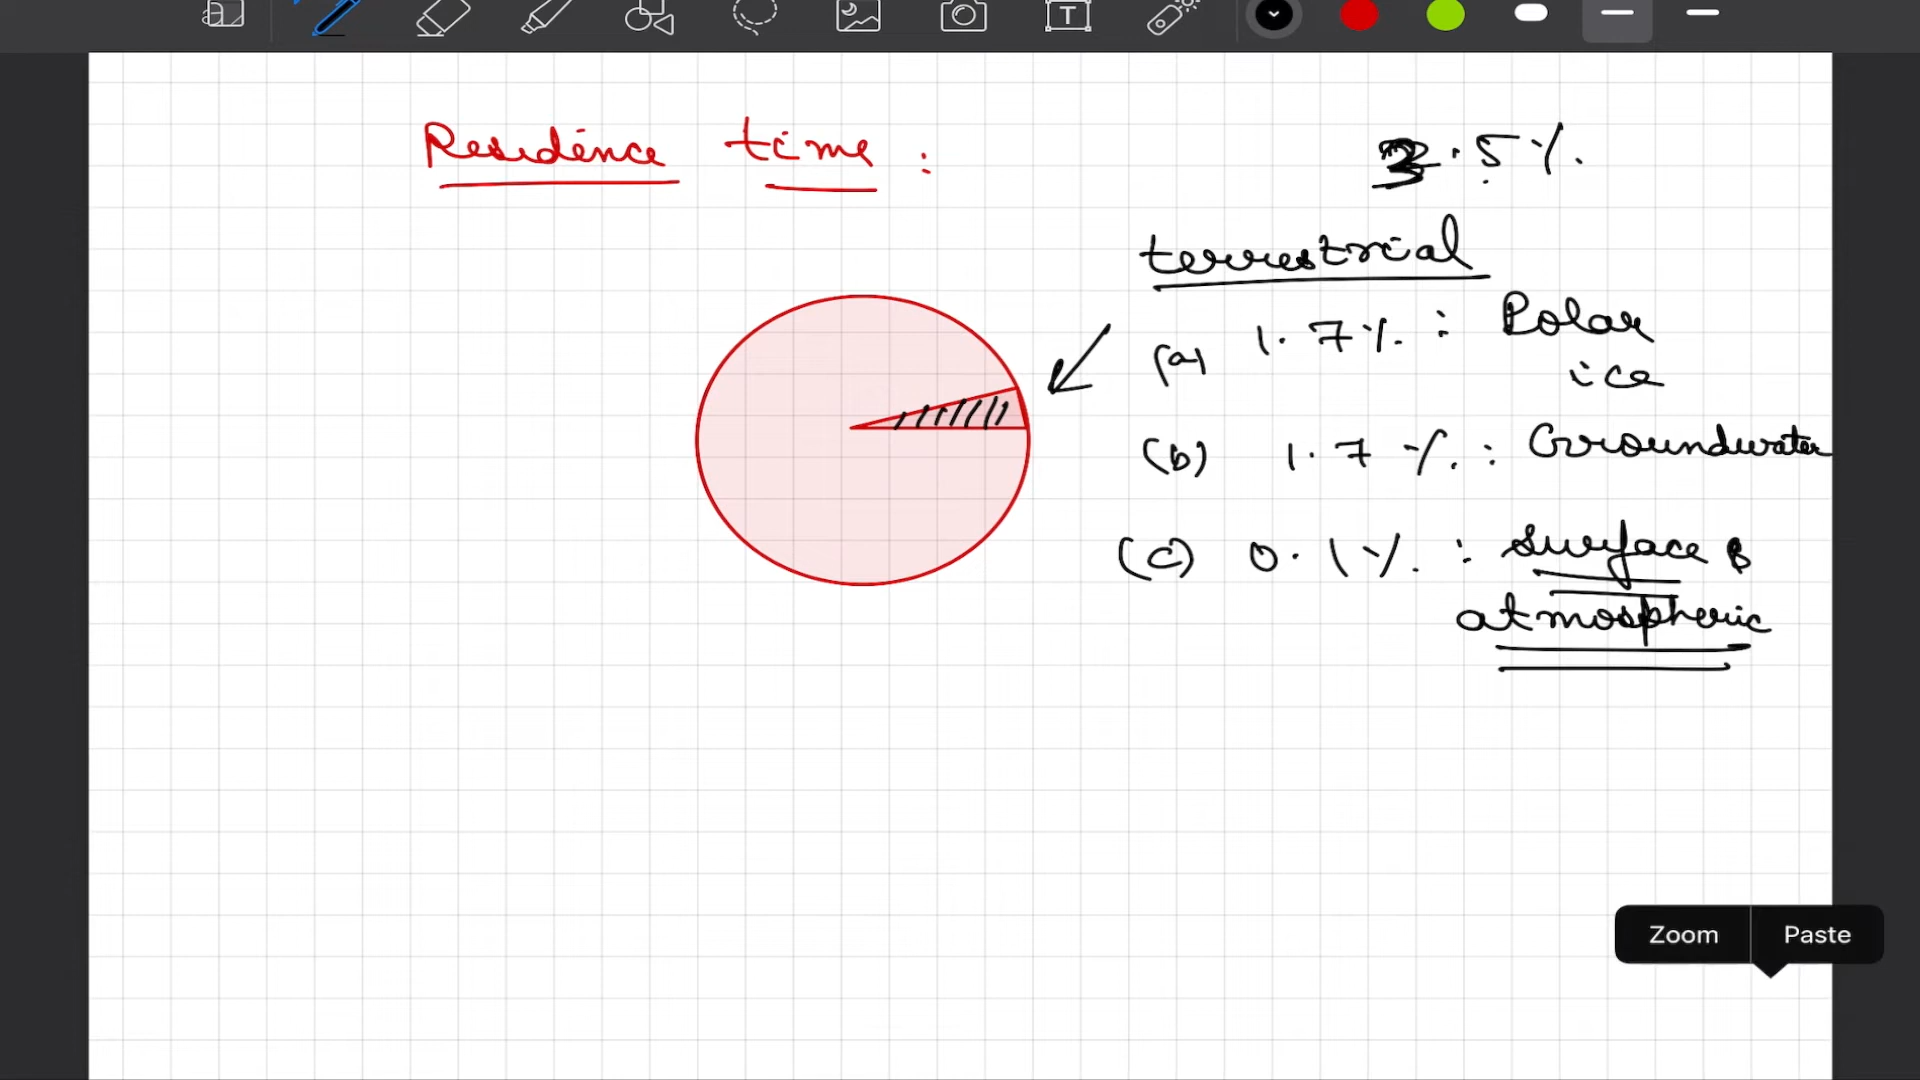 Residence time :
3.5%.
terrestrial
(a) 1.7%. : Polar
ice
(b) 1.7%. : Groundwater
(c) 0.1%. : Surface &
atmospheric
Zoom Paste